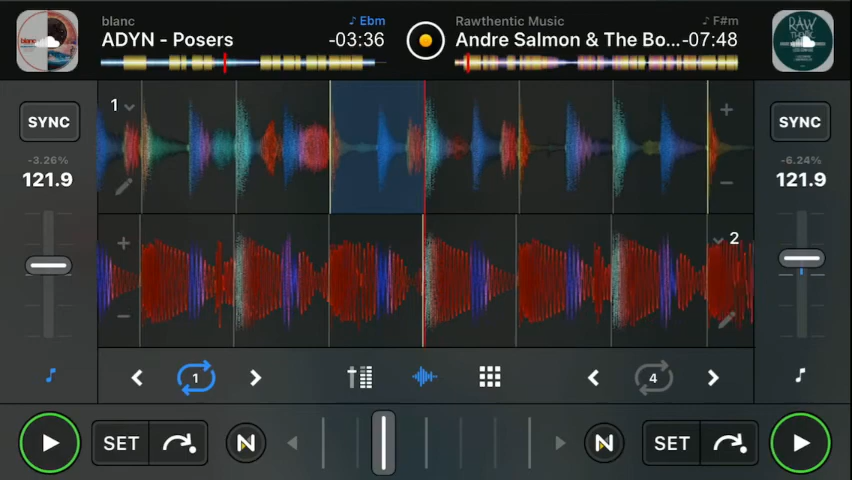 blanc
♪ Ebm
ADYN - Posers
-03:36
Rawthentic Music
♪ F#m
Andre Salmon & The Bo...
-07:48
RAW
SYNC
-3.26%
121.9
1
2
SYNC
-6.24%
121.9
1
4
SET
N
N
SET